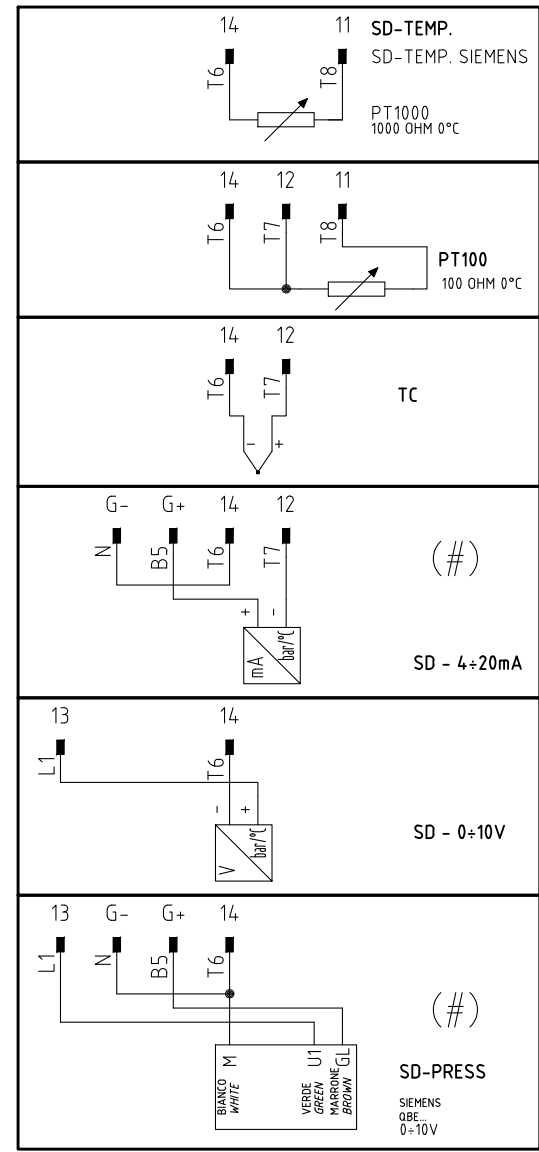 14 11 SD-TEMP.
SD-TEMP. SIEMENS
T6 T8
PT1000
1000 OHM 0°C
14 12 11
T6 T7 T8
PT100
100 OHM 0°C
14 12
T6 T7
TC
- +
G- G+ 14 12
N B5 T6 T7
(#)
+ -
mA bar/°C
SD - 4÷20mA
13 14
L1 T6
- +
V bar/°C
SD - 0÷10V
13 G- G+ 14
L1 N B5 T6
(#)
M U1 GL
BIANCO VERDE MARRONE
WHITE GREEN BROWN
SD-PRESS
SIEMENS
QBE...
0÷10V